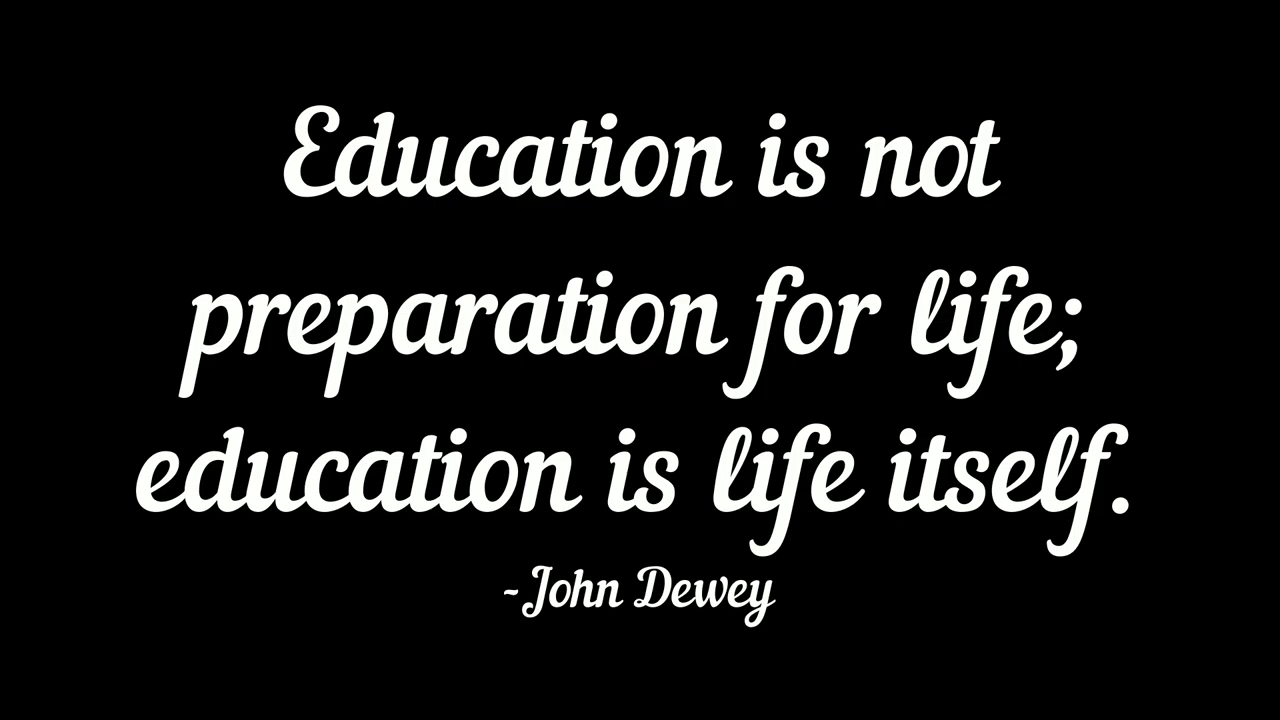 Education is not
preparation for life;
education is life itself.
-John Dewey